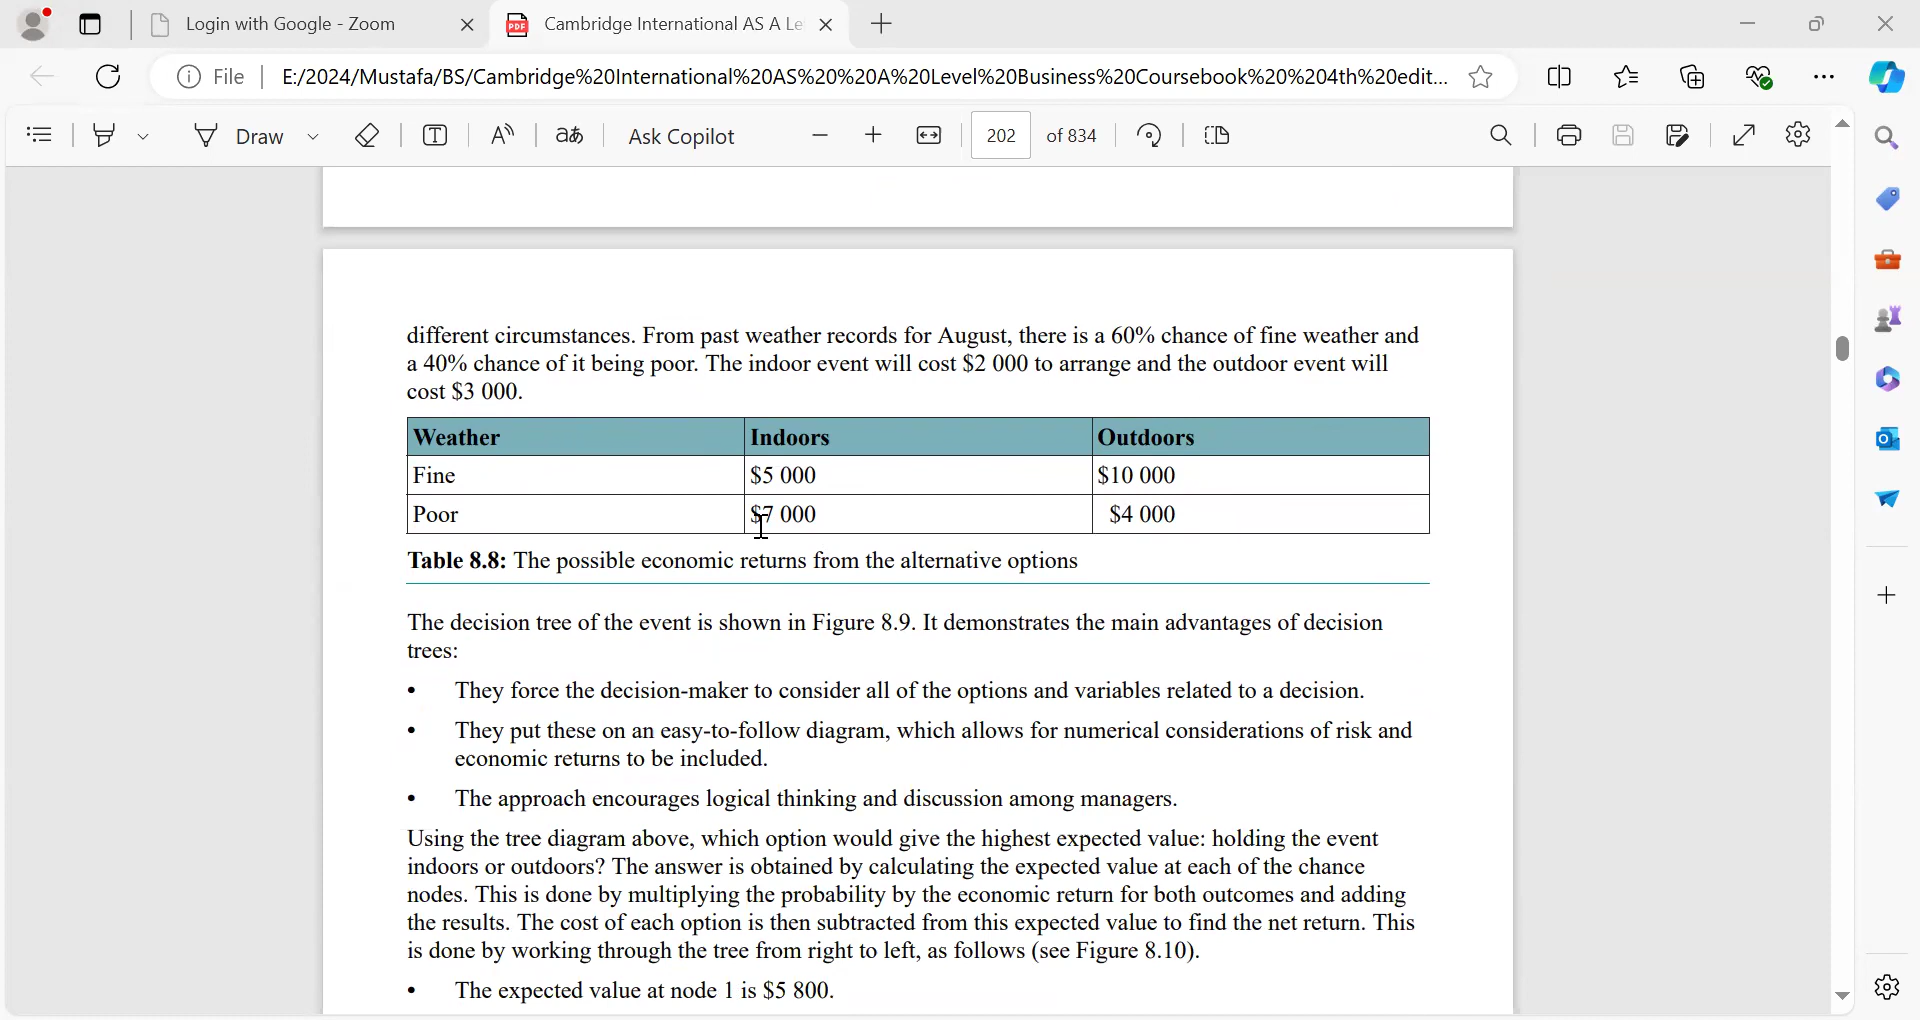 Login with Google - Zoom
Cambridge International AS A Le
File
E:/2024/Mustafa/BS/Cambridge%20International%20AS%20%20A%20Level%20Business%20Coursebook%20%204th%20edit...
Draw
Ask Copilot
202 of 834
different circumstances. From past weather records for August, there is a 60% chance of fine weather and
a 40% chance of it being poor. The indoor event will cost $2 000 to arrange and the outdoor event will
cost $3 000.
Weather Indoors Outdoors
Fine $5 000 $10 000
Poor $7 000 $4 000
Table 8.8: The possible economic returns from the alternative options
The decision tree of the event is shown in Figure 8.9. It demonstrates the main advantages of decision
trees:
• They force the decision-maker to consider all of the options and variables related to a decision.
• They put these on an easy-to-follow diagram, which allows for numerical considerations of risk and
economic returns to be included.
• The approach encourages logical thinking and discussion among managers.
Using the tree diagram above, which option would give the highest expected value: holding the event
indoors or outdoors? The answer is obtained by calculating the expected value at each of the chance
nodes. This is done by multiplying the probability by the economic return for both outcomes and adding
the results. The cost of each option is then subtracted from this expected value to find the net return. This
is done by working through the tree from right to left, as follows (see Figure 8.10).
• The expected value at node 1 is $5 800.